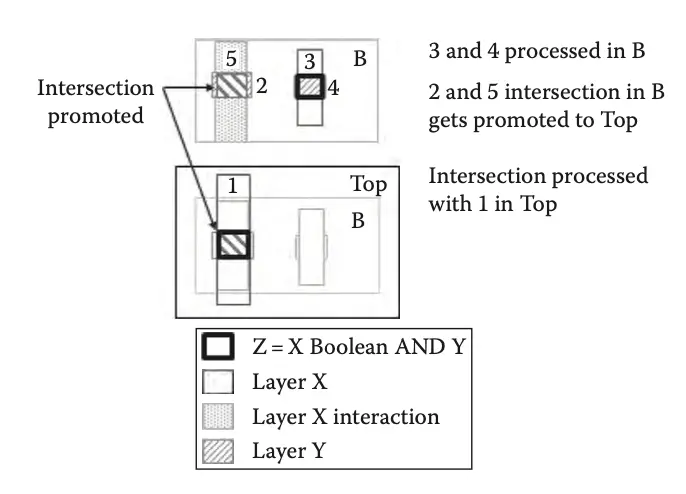 5
2
3
4
B
Intersection
promoted
3 and 4 processed in B
2 and 5 intersection in B
gets promoted to Top
1
Top
B
Intersection processed
with 1 in Top
Z = X Boolean AND Y
Layer X
Layer X interaction
Layer Y